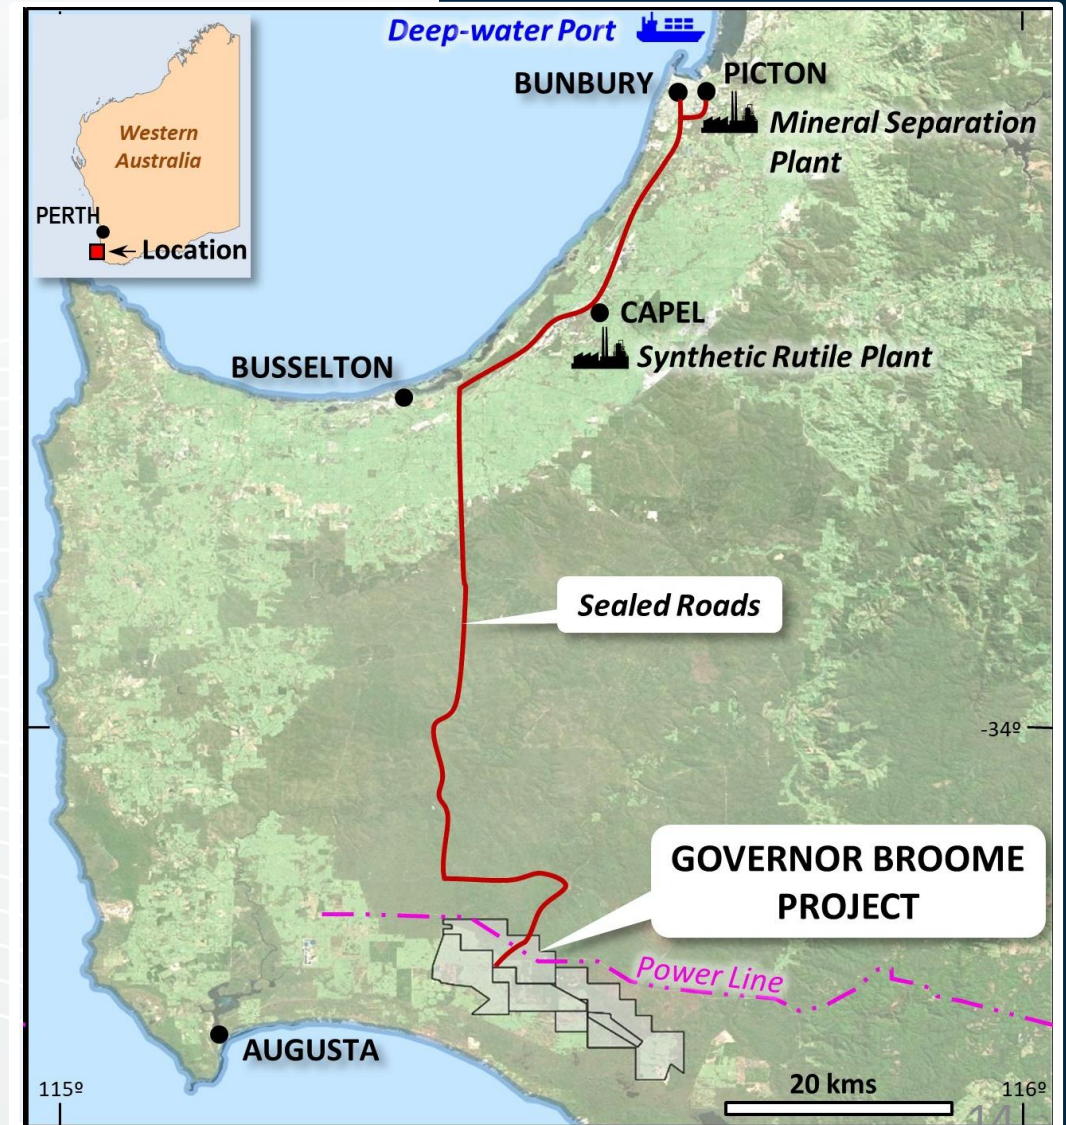 Deep-water Port
BUNBURY
PICTON
Mineral Separation
Plant
Western
Australia
PERTH
Location
CAPEL
Synthetic Rutile Plant
BUSSELTON
Sealed Roads
-34º
GOVERNOR BROOME
PROJECT
Power Line
AUGUSTA
20 kms
115º
116º
14